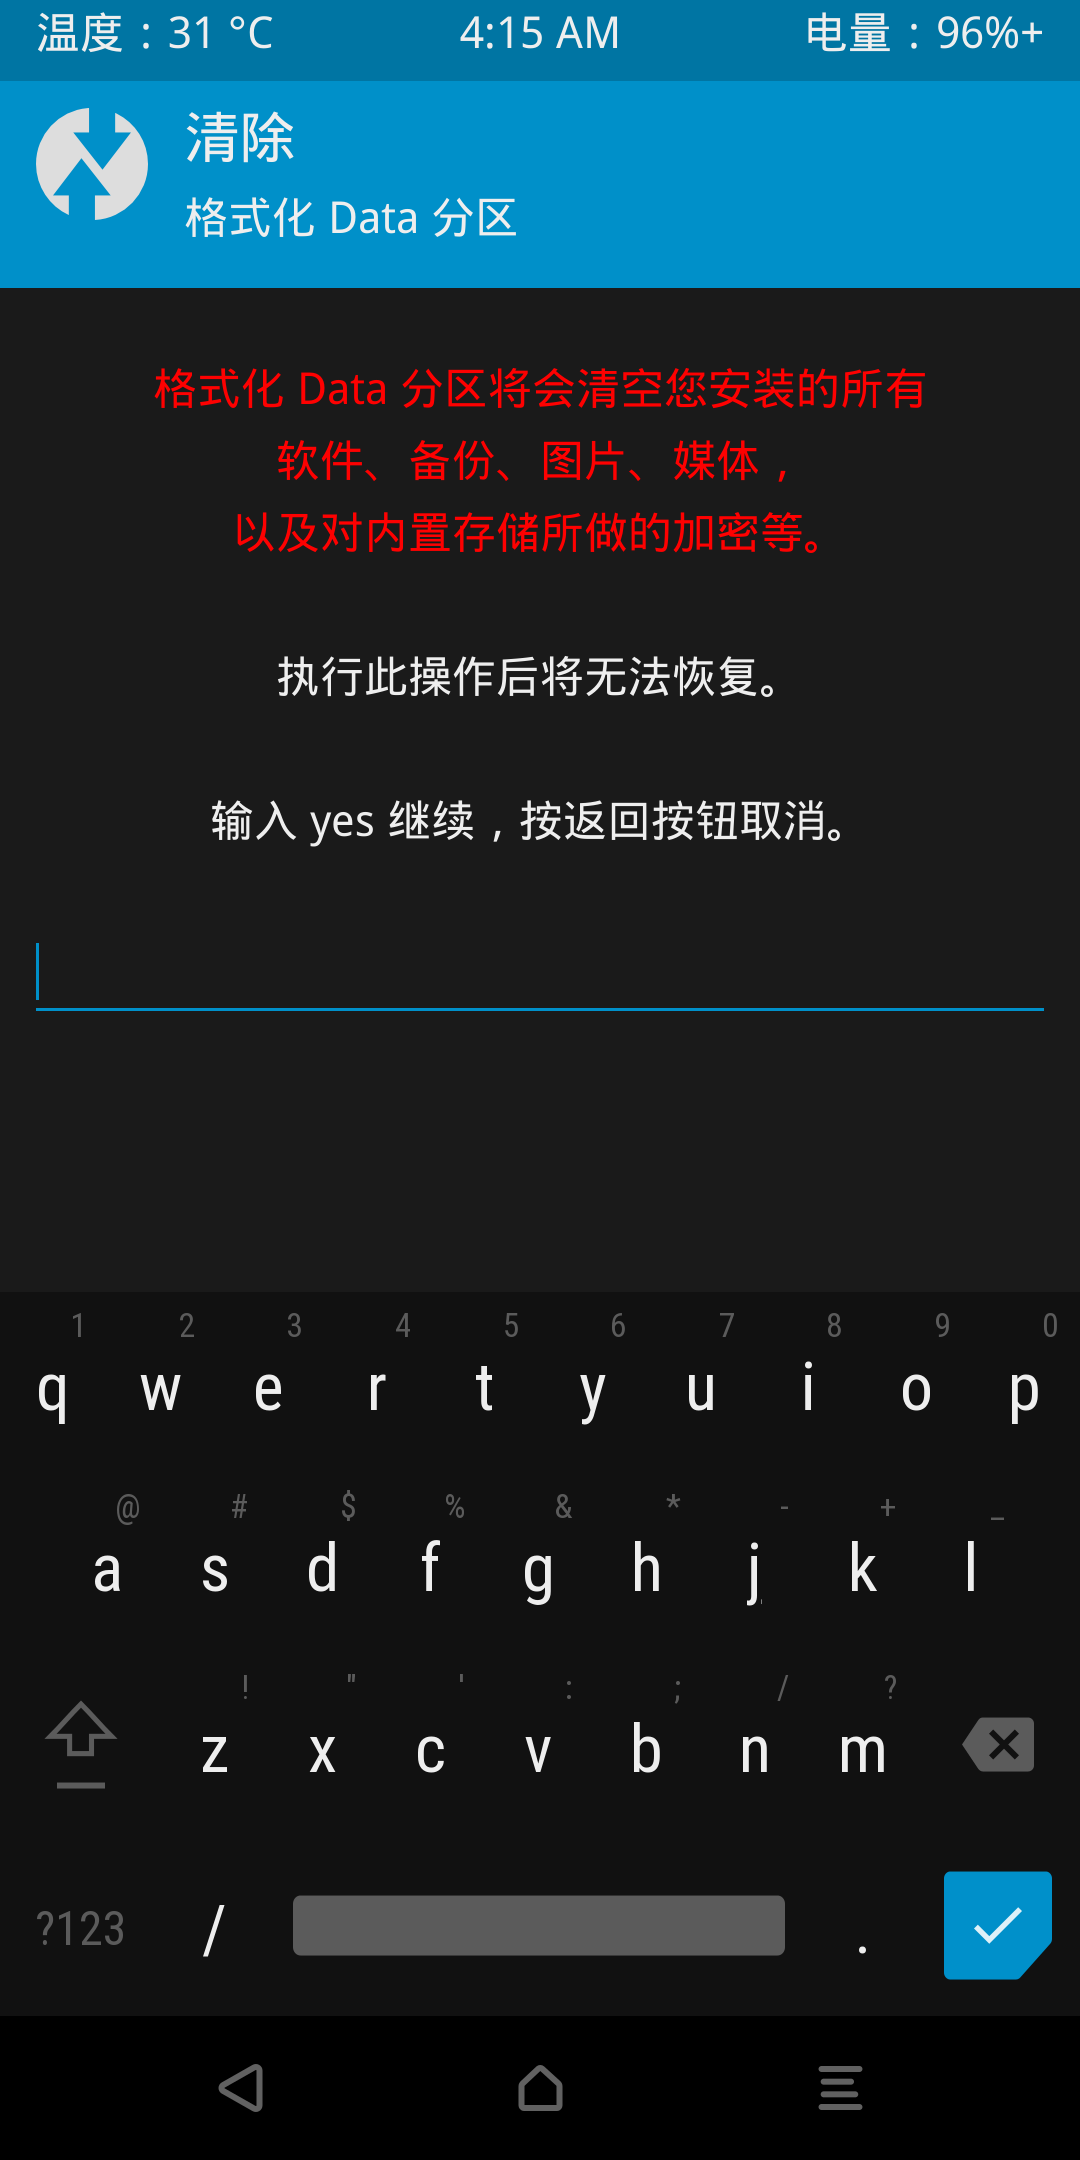 温度：31 °C 4:15 AM 电量：96%+
清除
格式化 Data 分区
格式化 Data 分区将会清空您安装的所有
软件、备份、图片、媒体，
以及对内置存储所做的加密等。
执行此操作后将无法恢复。
输入 yes 继续，按返回按钮取消。
1 2 3 4 5 6 7 8 9 0
q w e r t y u i o p
@ # $ % & * - + _
a s d f g h j k l
! " ' : ; / ?
z x c v b n m
?123 / .